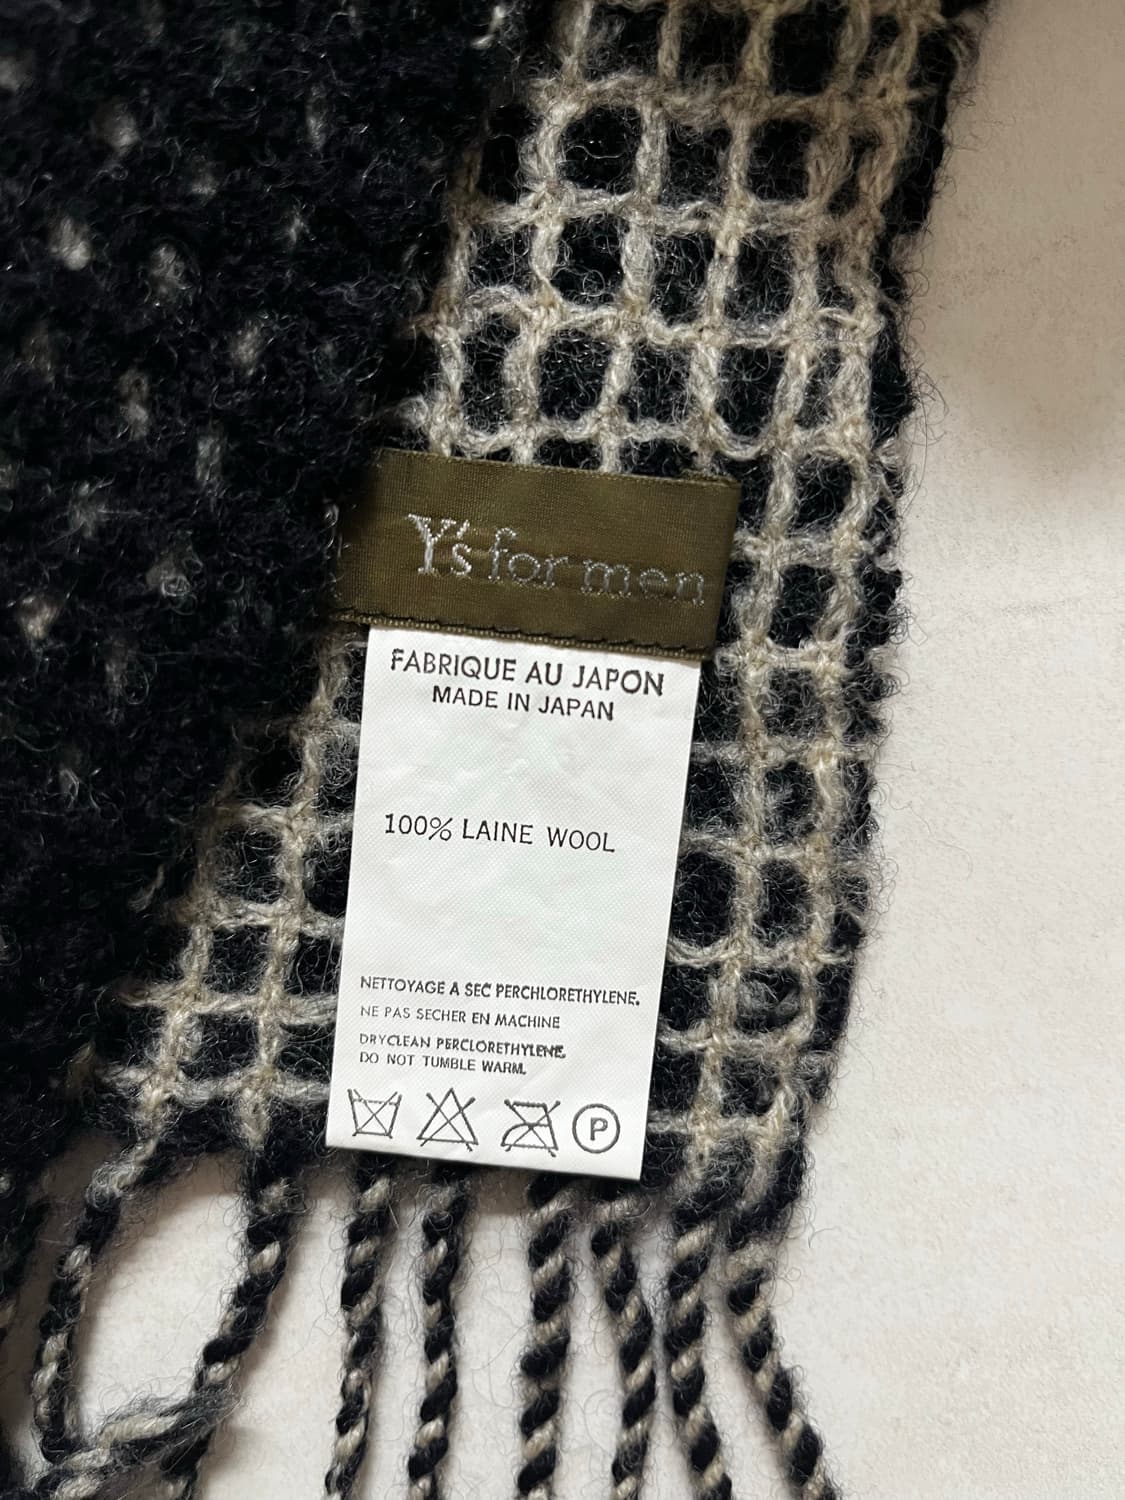 Y's for men
FABRIQUE AU JAPON
MADE IN JAPAN
100% LAINE WOOL
NETTOYAGE A SEC PERCHLORETHYLENE.
NE PAS SECHER EN MACHINE
DRYCLEAN PERCLORETHYLENE.
DO NOT TUMBLE WARM.
P